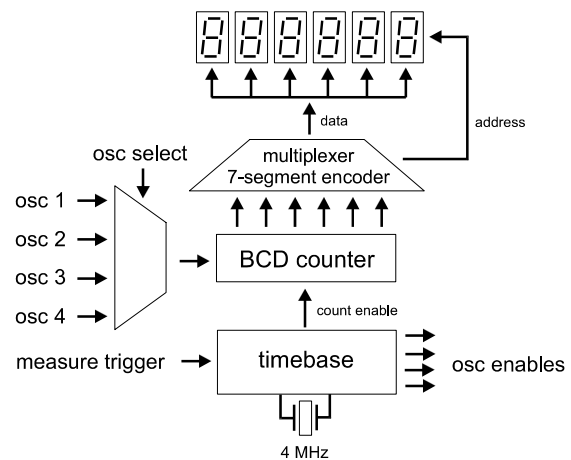 data
address
multiplexer
7-segment encoder
osc select
osc 1
osc 2
osc 3
osc 4
BCD counter
count enable
measure trigger
timebase
osc enables
4 MHz